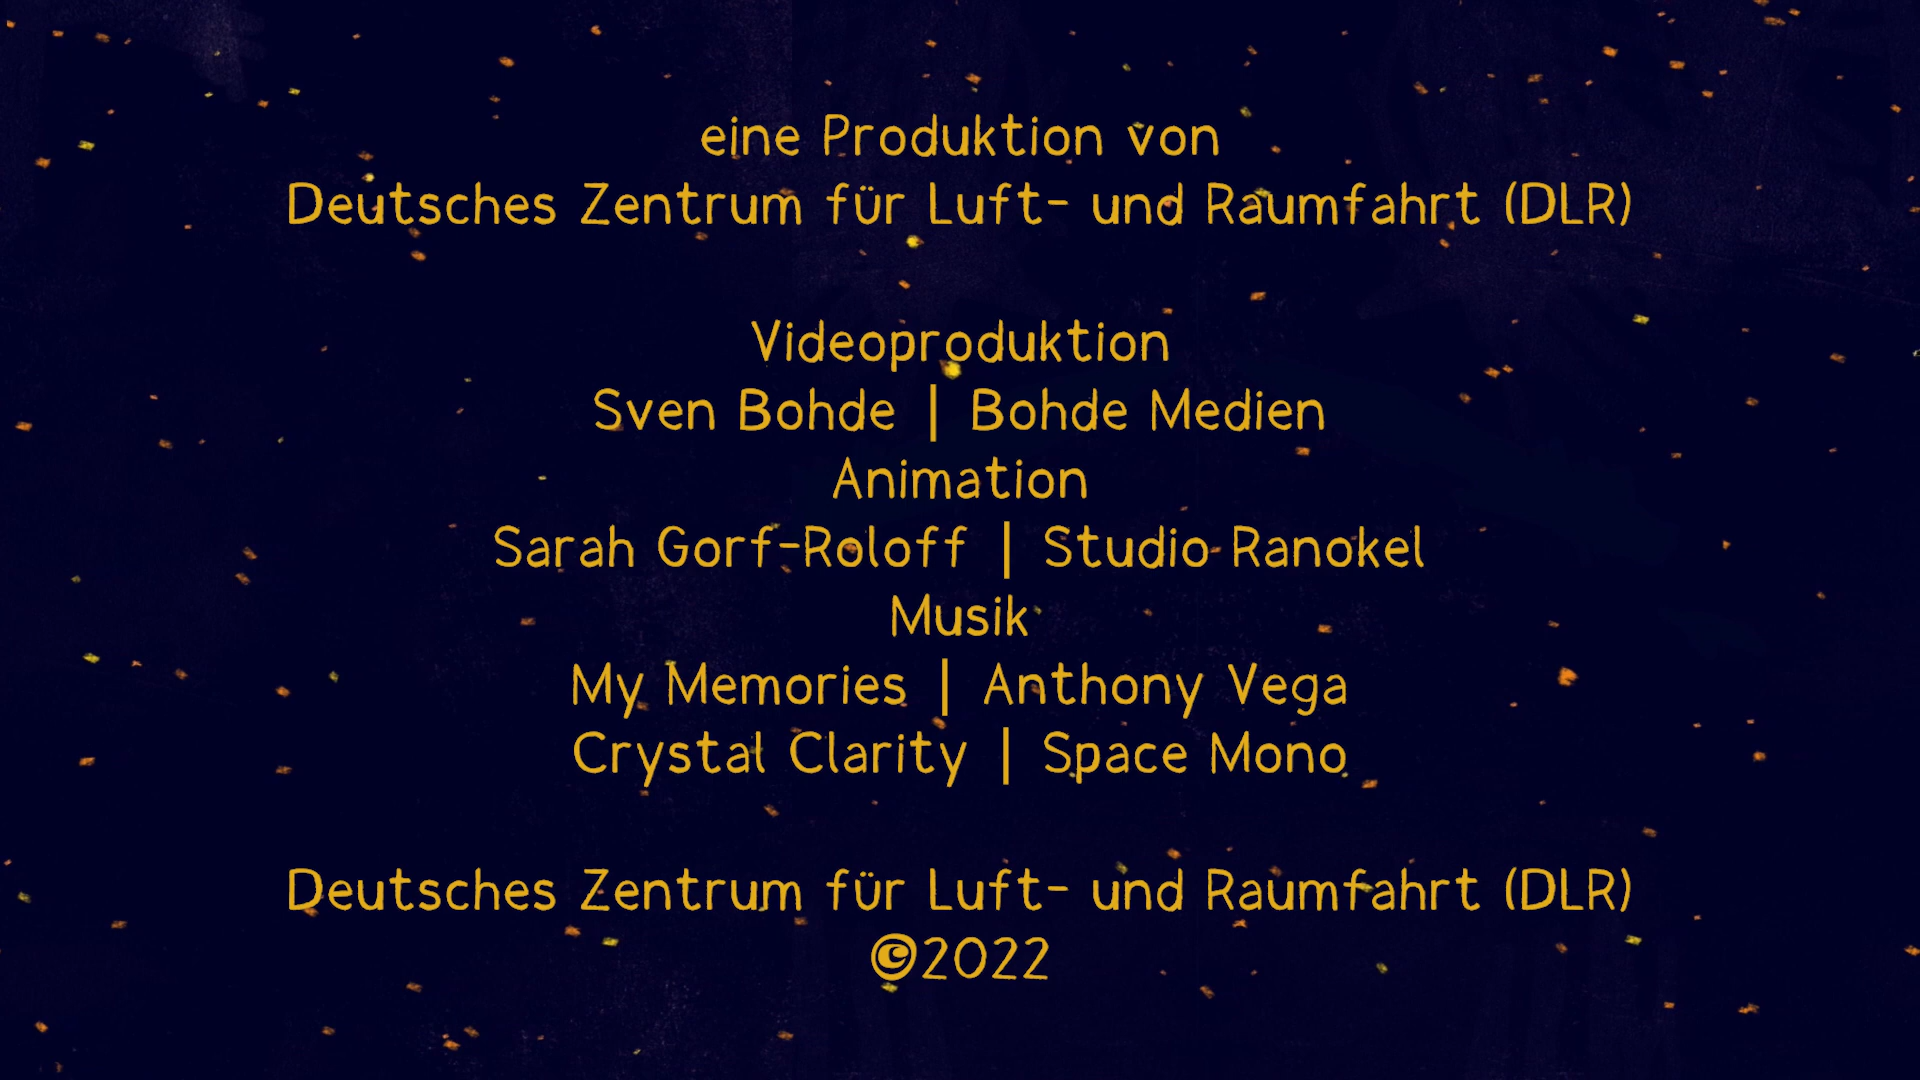 eine Produktion von
Deutsches Zentrum für Luft- und Raumfahrt (DLR)
Videoproduktion
Sven Bohde | Bohde Medien
Animation
Sarah Gorf-Roloff | Studio Ranokel
Musik
My Memories | Anthony Vega
Crystal Clarity | Space Mono
Deutsches Zentrum für Luft- und Raumfahrt (DLR)
©2022